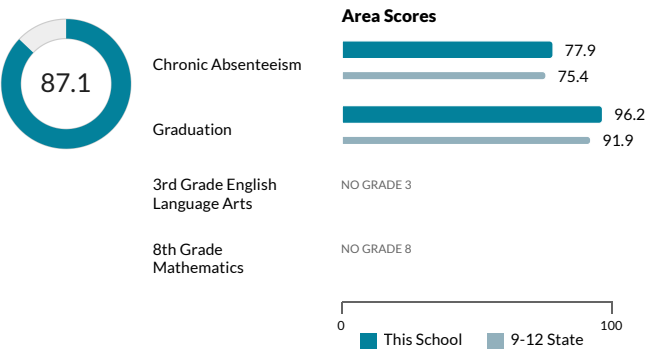 Area Scores
87.1
Chronic Absenteeism
77.9
75.4
Graduation
96.2
91.9
3rd Grade English
Language Arts
NO GRADE 3
8th Grade
Mathematics
NO GRADE 8
0
100
This School
9-12 State